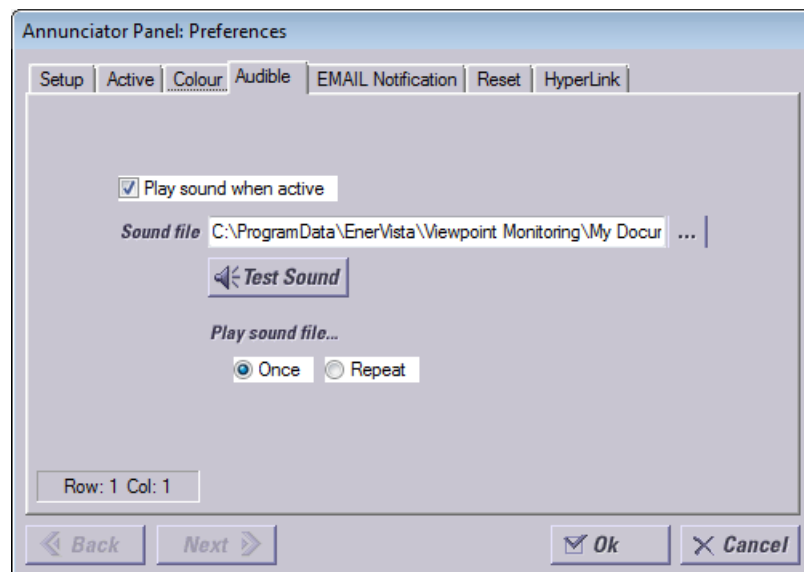 Annunciator Panel: Preferences
Setup Active Colour Audible EMAIL Notification Reset HyperLink
Play sound when active
Sound file C:\ProgramData\EnerVista\Viewpoint Monitoring\My Docur ...
Test Sound
Play sound file...
Once Repeat
Row: 1 Col: 1
Back Next Ok Cancel